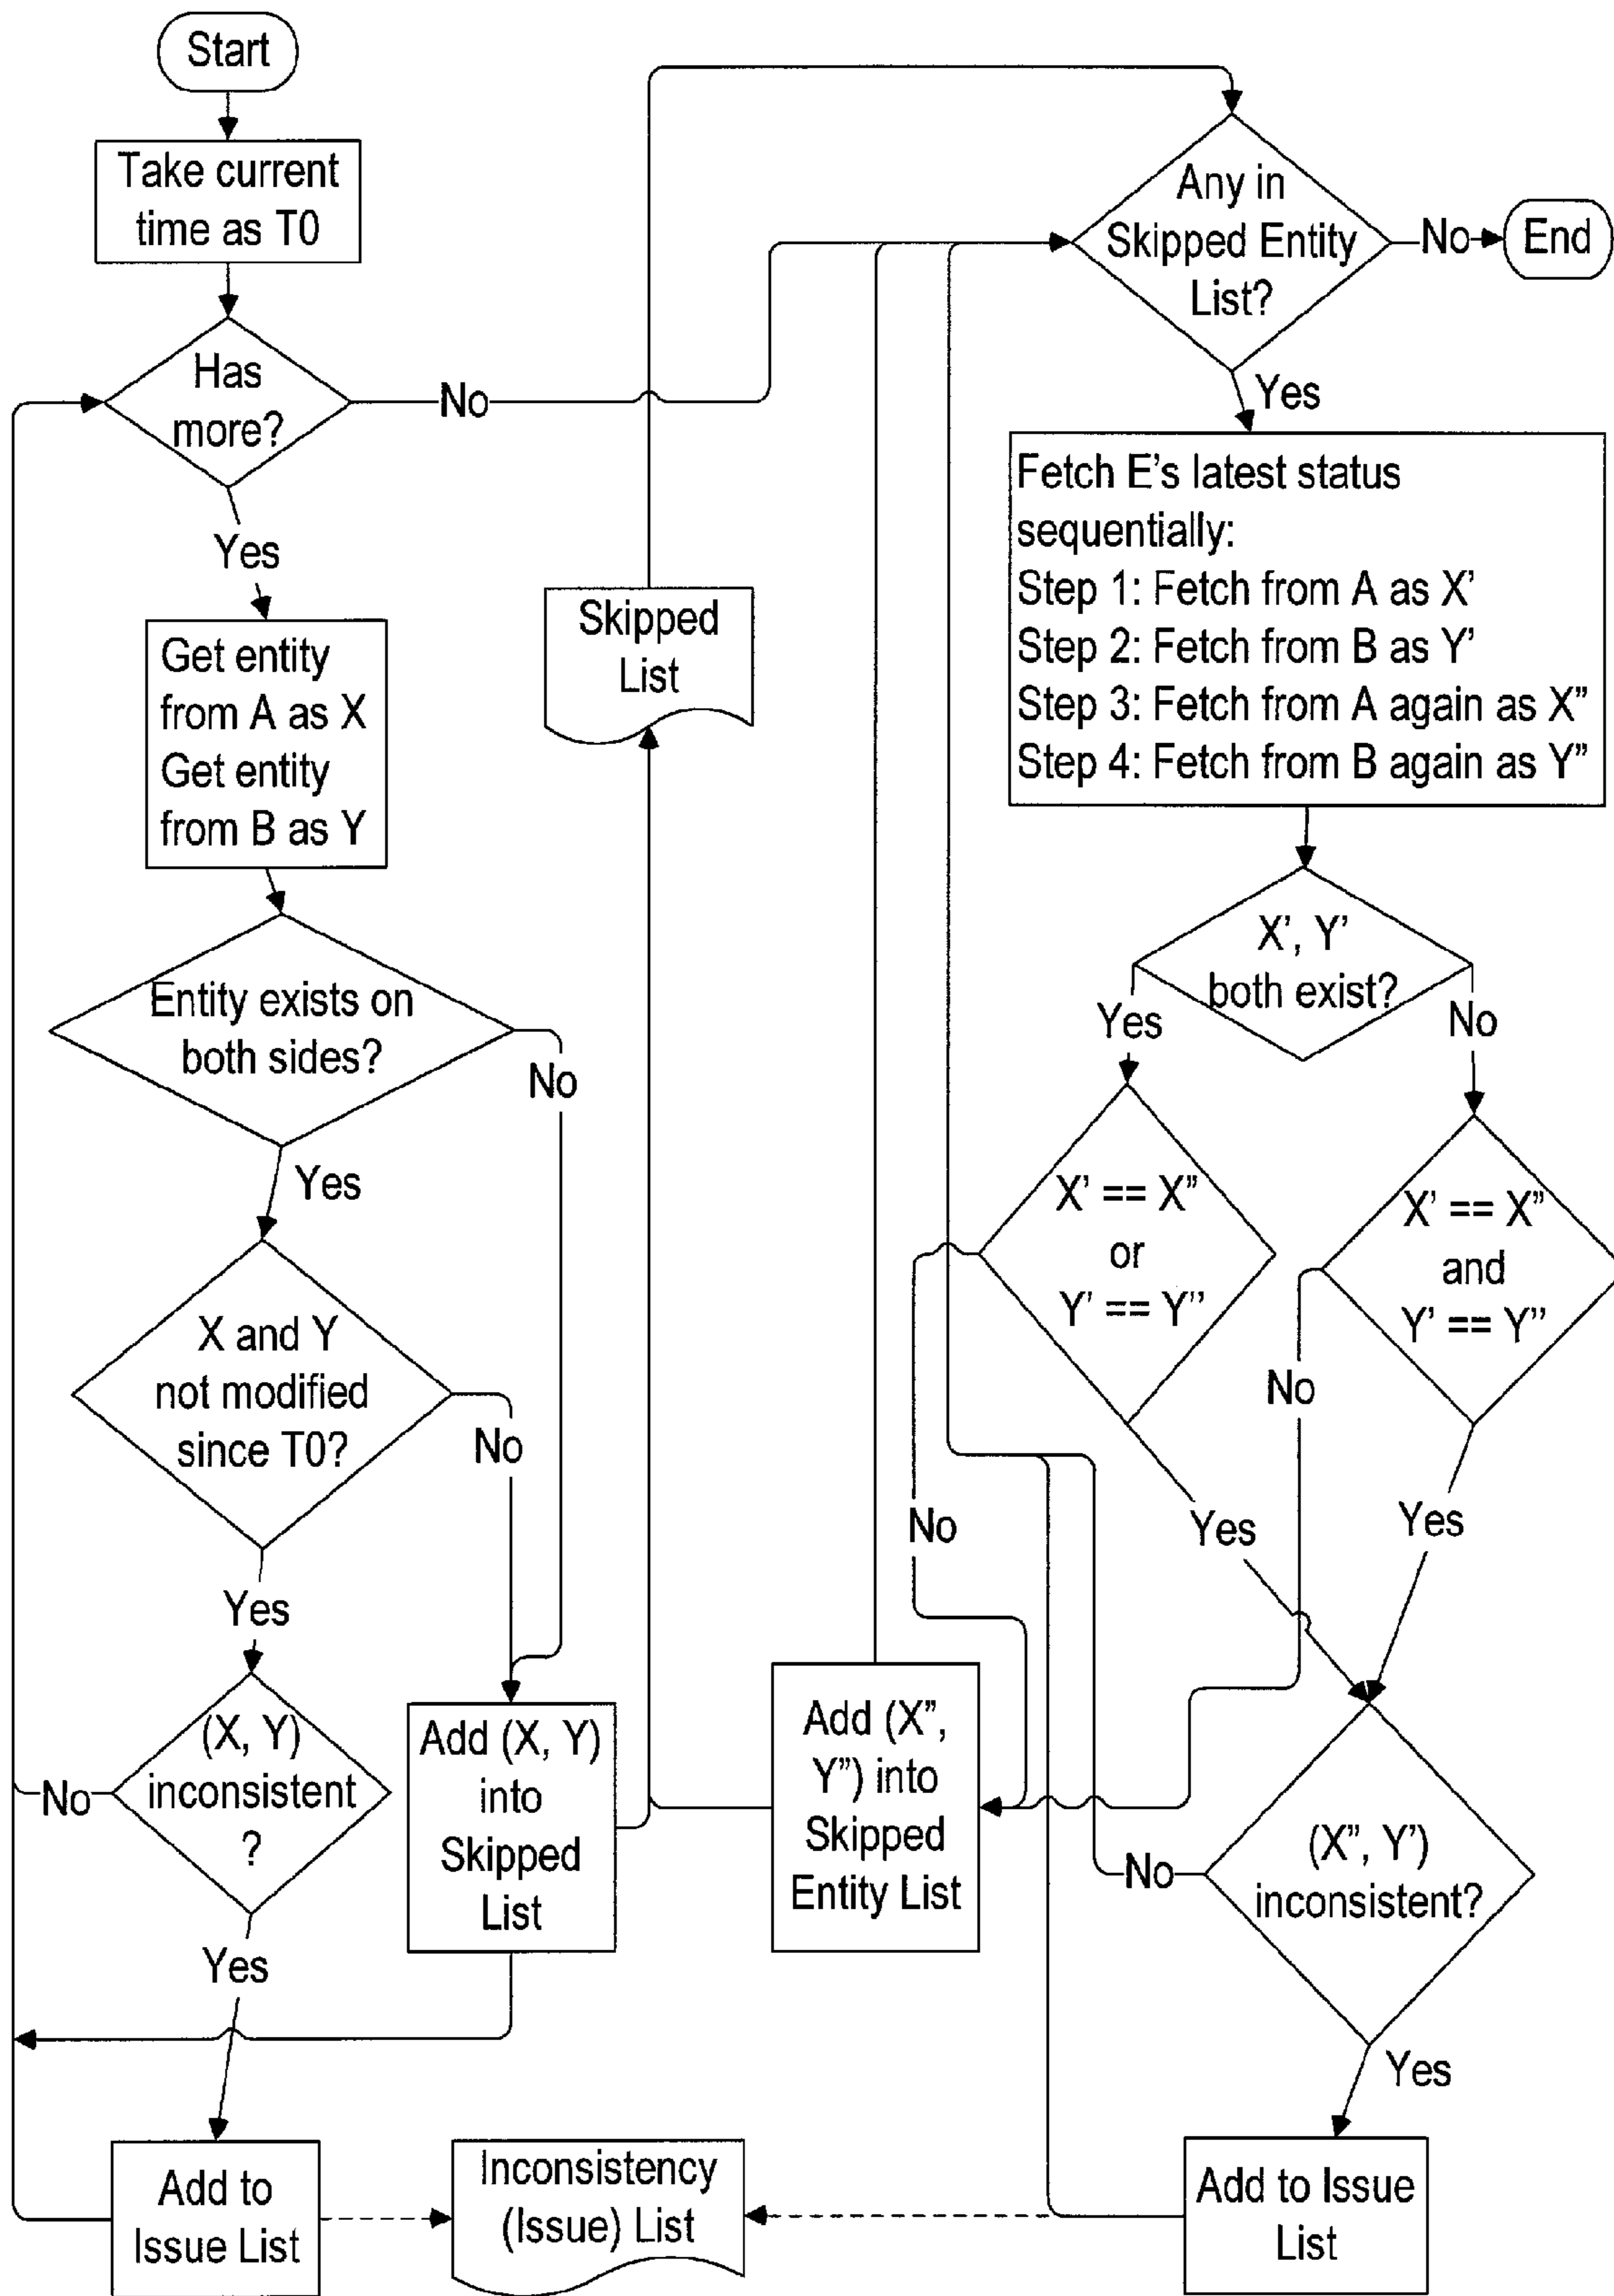 Start
Take current
time as T0
Has
more?
No
Yes
Get entity
from A as X
Get entity
from B as Y
Entity exists on
both sides?
No
Yes
X and Y
not modified
since T0?
No
Yes
(X, Y)
inconsistent
?
No
Yes
Add (X, Y)
into
Skipped
List
Add to
Issue List
Inconsistency
(Issue) List
Skipped
List
Any in
Skipped Entity
List?
No
End
Yes
Fetch E’s latest status
sequentially:
Step 1: Fetch from A as X’
Step 2: Fetch from B as Y’
Step 3: Fetch from A again as X”
Step 4: Fetch from B again as Y”
X’, Y’
both exist?
Yes
No
X’ == X”
or
Y' == Y’’
No
Yes
X’ == X”
and
Y' == Y’’
No
Yes
Add (X”,
Y”) into
Skipped
Entity List
(X”, Y’)
inconsistent?
No
Yes
Add to Issue
List